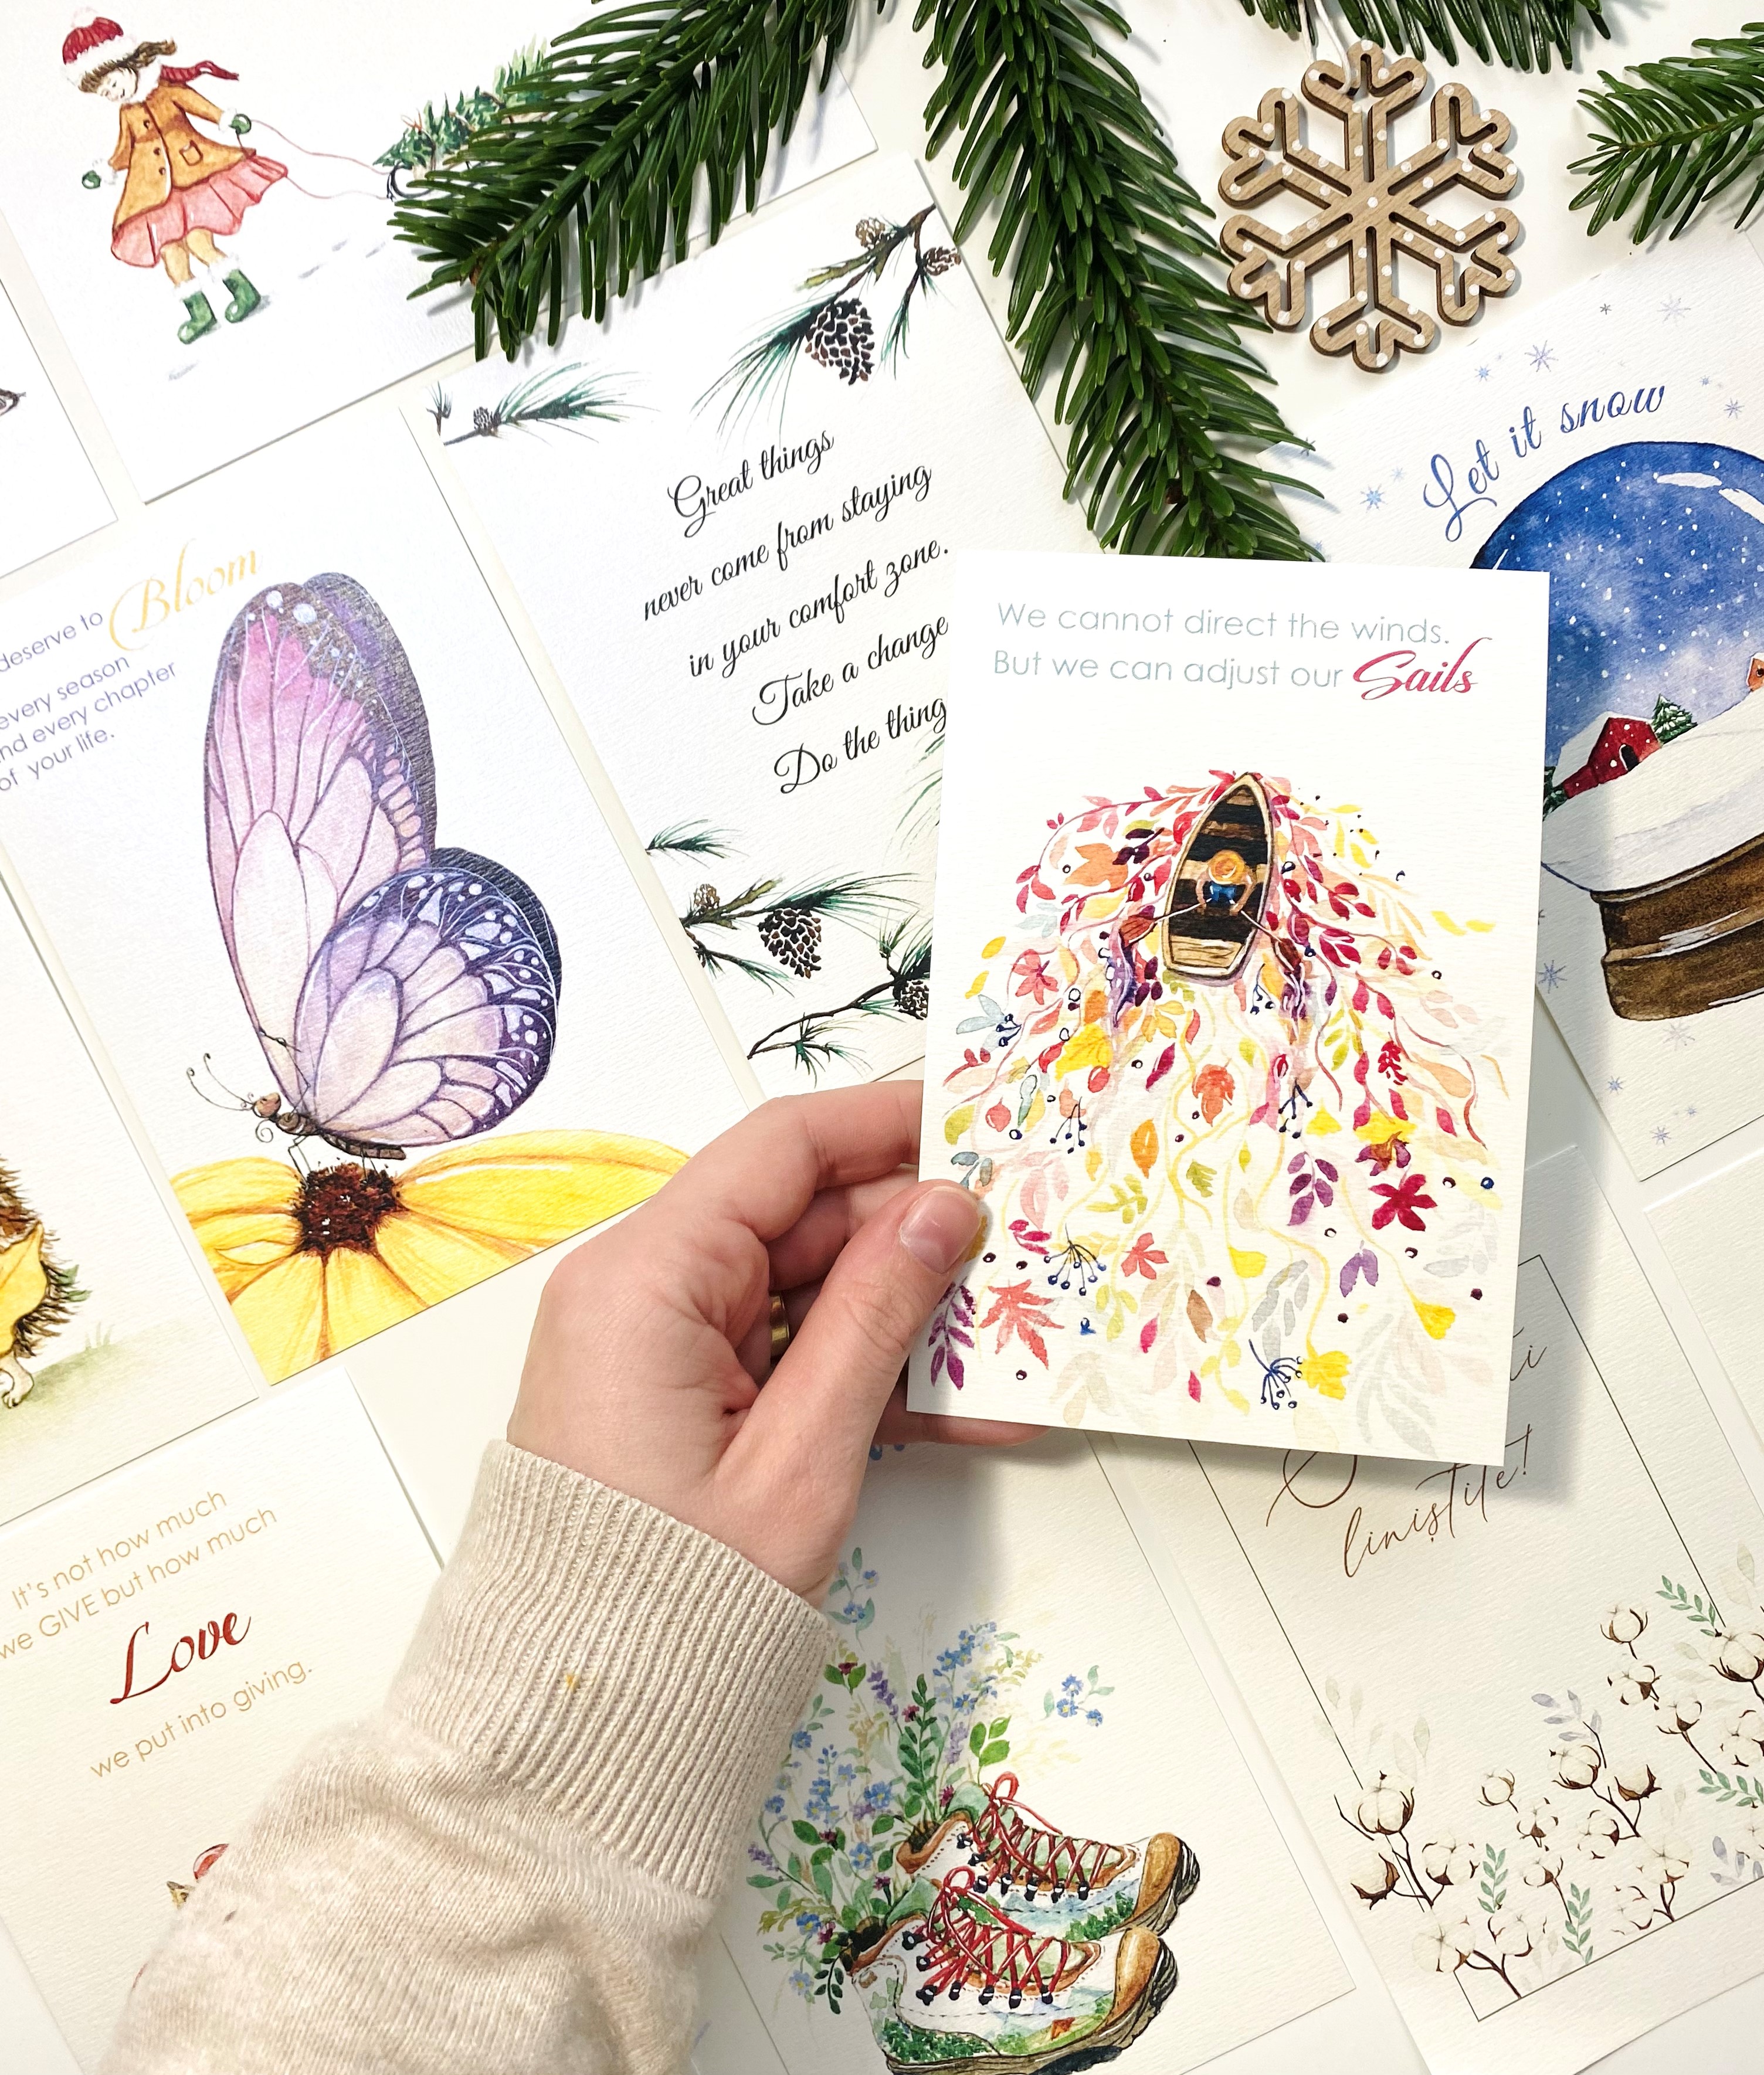 deserve to Bloom
every season
and every chapter
of your life.
Great things
never come from staying
in your comfort zone.
Take a change
Do the thing
Let it snow
We cannot direct the winds.
But we can adjust our Sails
It's not how much
we GIVE but how much
Love
we put into giving.
liniștite!